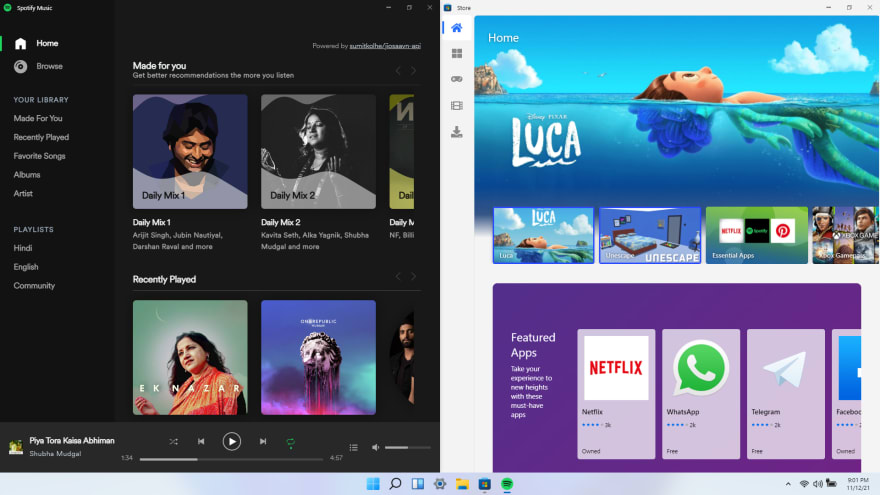 Spotify Music
Home
Browse
YOUR LIBRARY
Made For You
Recently Played
Favorite Songs
Albums
Artist
PLAYLISTS
Hindi
English
Community
Powered by sumitkolhe/jiosaavn-api
Made for you
Get better recommendations the more you listen
Daily Mix 1
Daily Mix 2
Daily Mix 1
Arijit Singh, Jubin Nautiyal,
Darshan Raval and more
Daily Mix 2
Kavita Seth, Alka Yagnik, Shubha
Mudgal and more
Daily M
NF, Billi
Recently Played
EK NAZAR
ONEREPUBLIC
Piya Tora Kaisa Abhiman
Shubha Mudgal
1:34
4:57
Store
Home
Disney PIXAR
LUCA
LUCA
Luca
UNESCAPE
Unescape
NETFLIX
Spotify
Essential Apps
XBOX GAME
Xbox Gamepass
Featured
Apps
Take your
experience to
new heights
with these
must-have
apps
NETFLIX
Netflix
3k
Owned
WhatsApp
2k
Free
Telegram
2k
Free
Faceboo
2k
Owned
9:01 PM
11/12/21